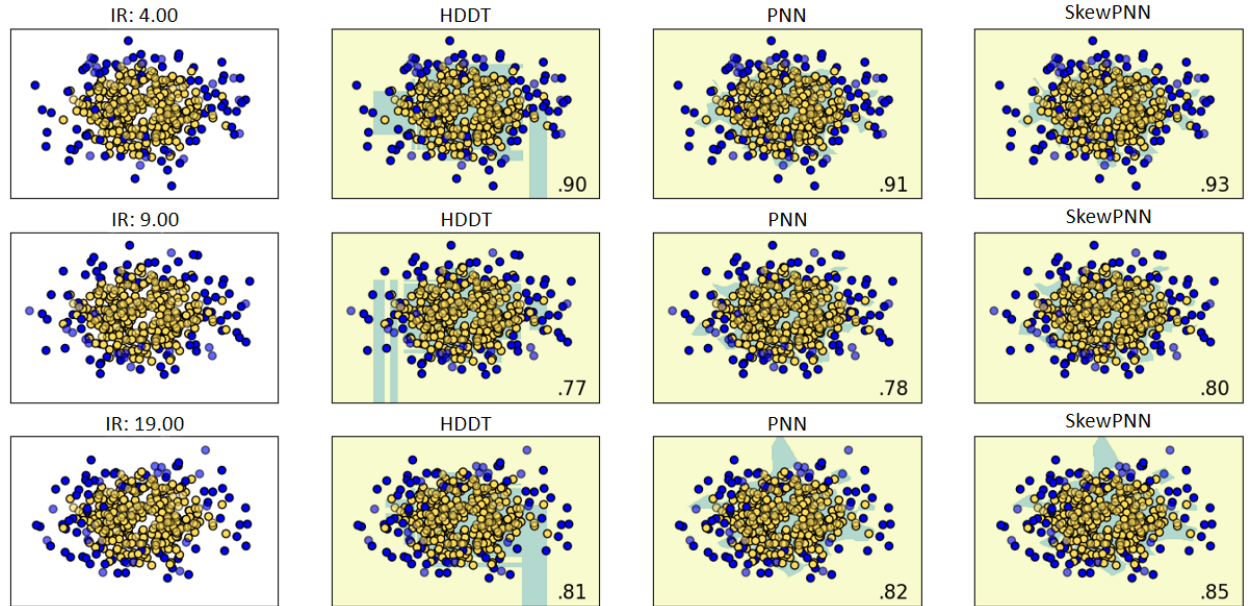 IR: 4.00 HDDT PNN SkewPNN
.90 .91 .93
IR: 9.00 HDDT PNN SkewPNN
.77 .78 .80
IR: 19.00 HDDT PNN SkewPNN
.81 .82 .85